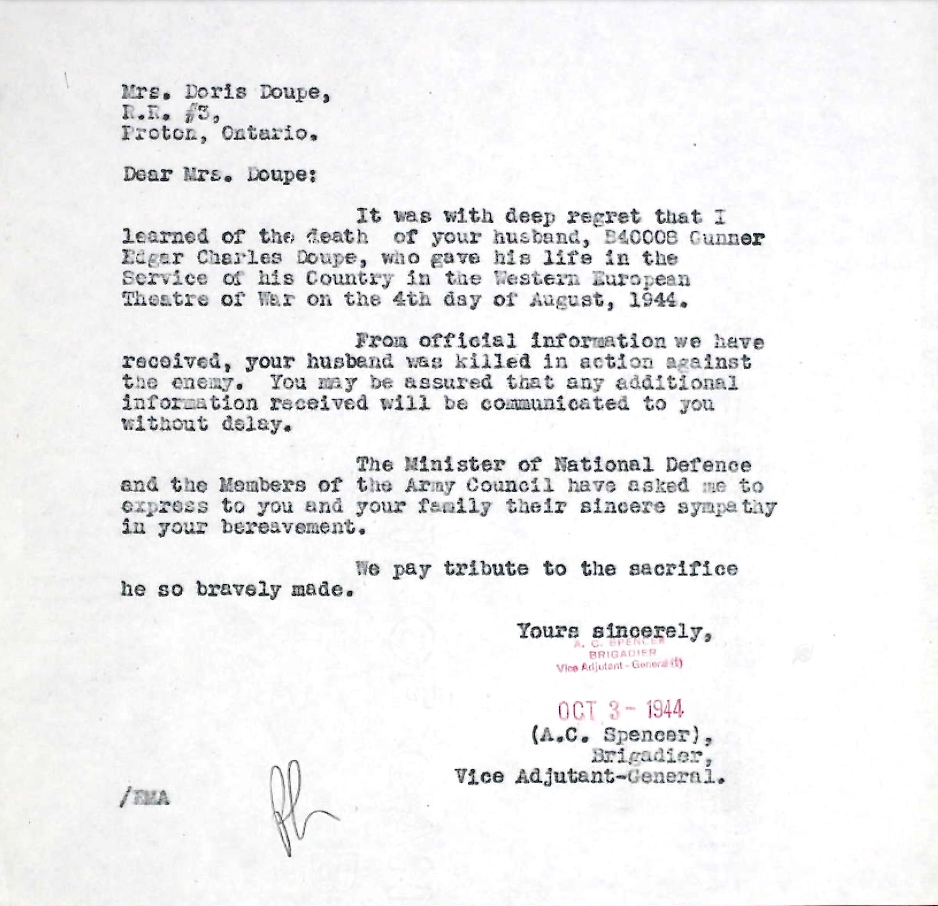 Mrs. Doris Doupe,
R.R. #3,
Proton, Ontario.
Dear Mrs. Doupe:
It was with deep regret that I
learned of the death of your husband, B40008 Gunner
Edgar Charles Doupe, who gave his life in the
Service of his Country in the Western European
Theatre of War on the 4th day of August, 1944.
From official information we have
received, your husband was killed in action against
the enemy. You may be assured that any additional
information received will be communicated to you
without delay.
The Minister of National Defence
and the Members of the Army Council have asked me to
express to you and your family their sincere sympathy
in your bereavement.
We pay tribute to the sacrifice
he so bravely made.
Yours sincerely,
A. C. SPENCER
BRIGADIER
Vice Adjutant-General
OCT 3- 1944
(A.C. Spencer),
Brigadier,
Vice Adjutant-General.